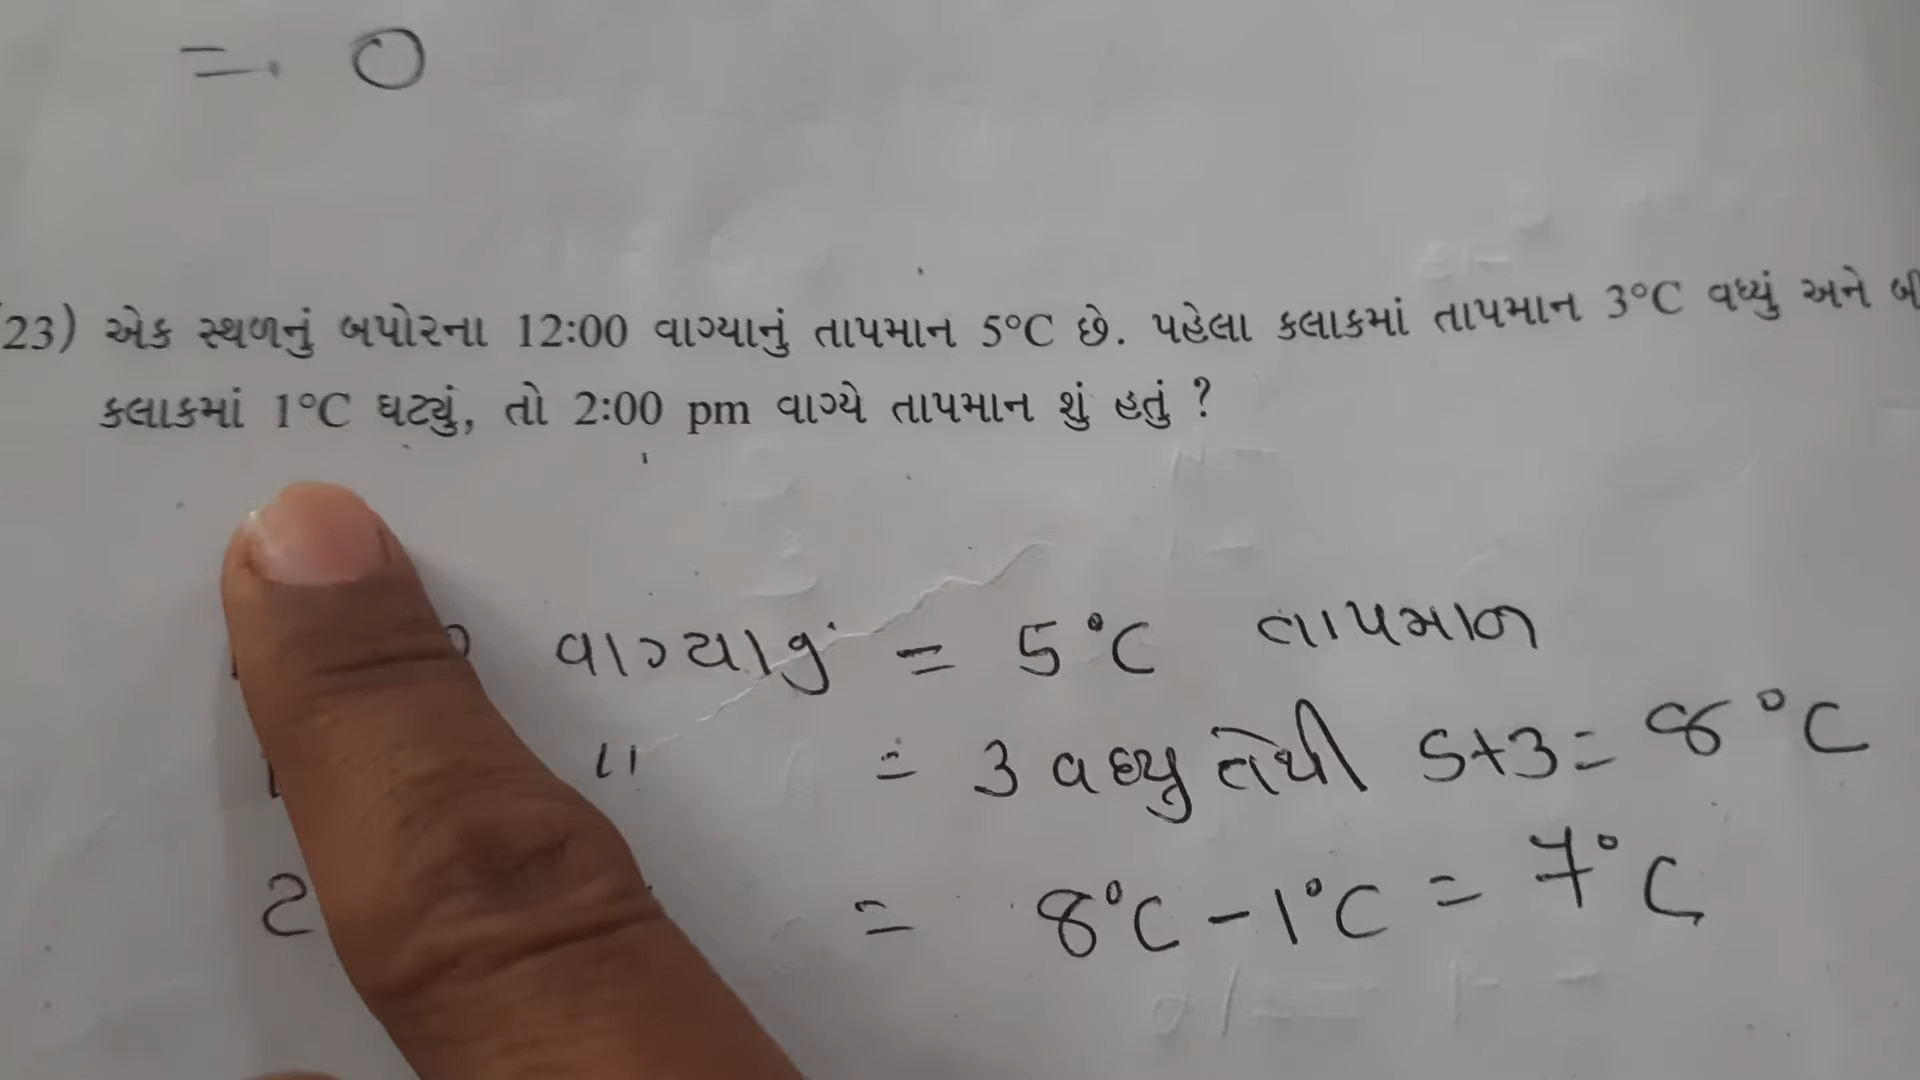 = 0
23) એક સ્થળનું બપોરના 12:00 વાગ્યાનું તાપમાન 5°C છે. પહેલા કલાકમાં તાપમાન 3°C વધ્યું અને
કલાકમાં 1°C ઘટ્યું, તો 2:00 pm વાગ્યે તાપમાન શું હતું ?
વાગ્યાનું = 5°C તાપમાન
" = 3 વધ્યુ તેથી 5+3= 8°C
2 = 8°C - 1°C = 7°C